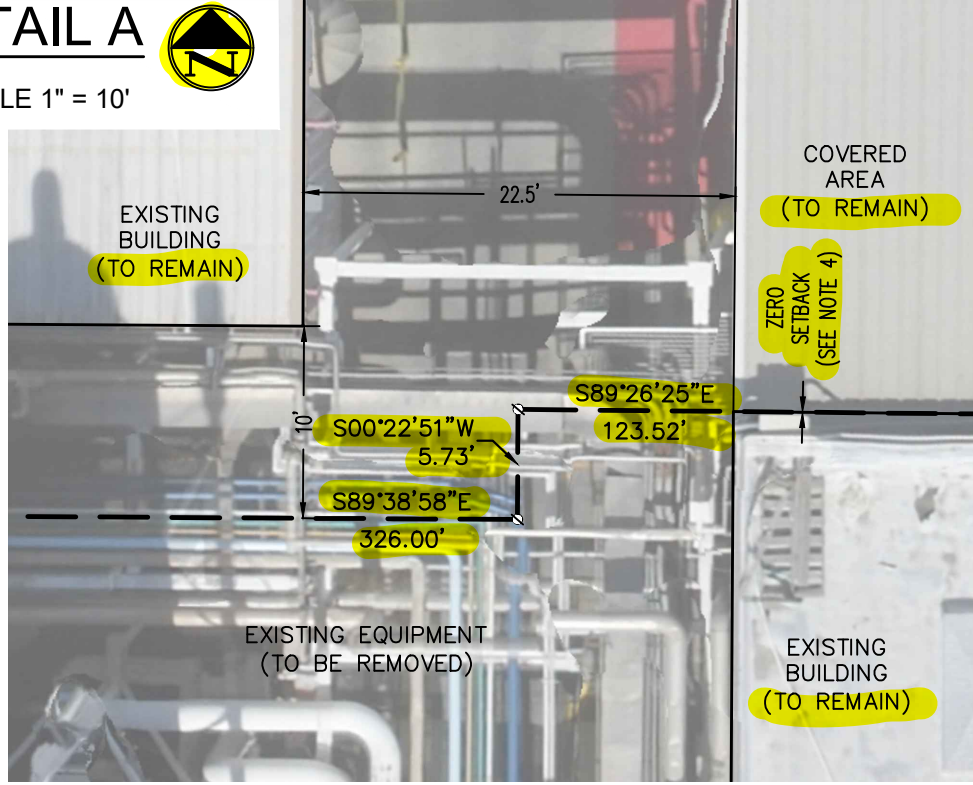 TAIL A
N
LE 1" = 10'
22.5'
COVERED
AREA
(TO REMAIN)
EXISTING
BUILDING
(TO REMAIN)
ZERO
SETBACK
(SEE NOTE 4)
S89°26'25"E
123.52'
10'
S00°22'51"W
5.73'
S89°38'58"E
326.00'
EXISTING EQUIPMENT
(TO BE REMOVED)
EXISTING
BUILDING
(TO REMAIN)